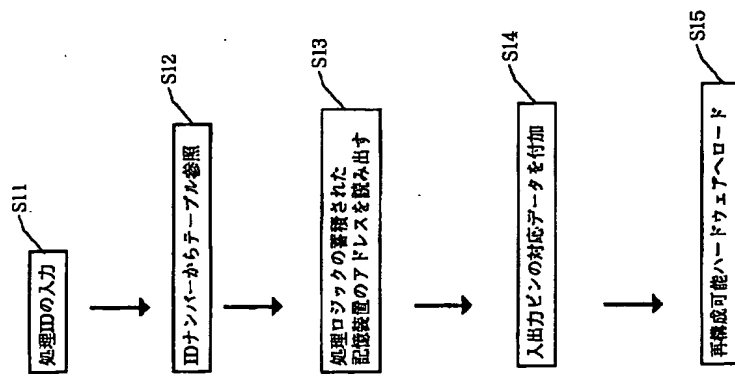 S11
処理IDの入力
S12
IDナンバーからテーブル参照
S13
処理ロジックの蓄積された
記憶装置のアドレスを読み出す
S14
入出力ピンの対応データを付加
S15
再構成可能ハードウェアへロード